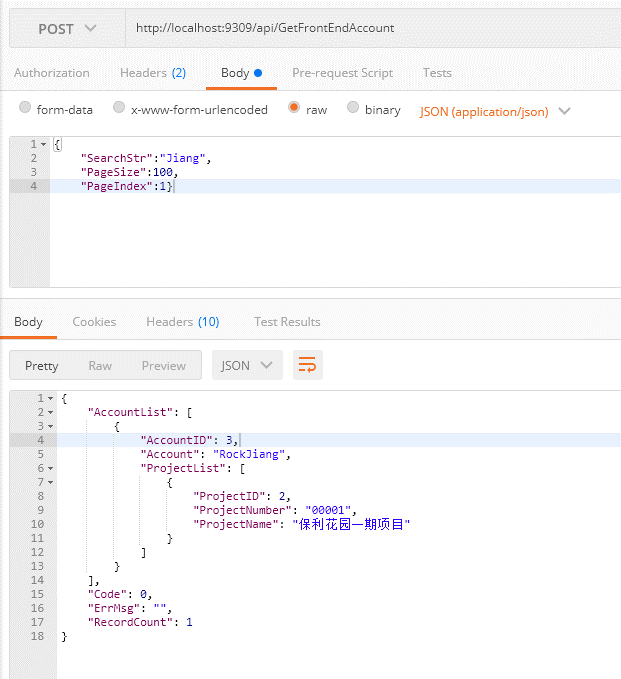 POST http://localhost:9309/api/GetFrontEndAccount
Authorization Headers (2) Body Pre-request Script Tests
form-data x-www-form-urlencoded raw binary JSON (application/json)
1 {
2 "SearchStr":"Jiang",
3 "PageSize":100,
4 "PageIndex":1}
Body Cookies Headers (10) Test Results
Pretty Raw Preview JSON
1 {
2 "AccountList": [
3 {
4 "AccountID": 3,
5 "Account": "RockJiang",
6 "ProjectList": [
7 {
8 "ProjectID": 2,
9 "ProjectNumber": "00001",
10 "ProjectName": "保利花园一期项目"
11 }
12 ]
13 }
14 ],
15 "Code": 0,
16 "ErrMsg": "",
17 "RecordCount": 1
18 }